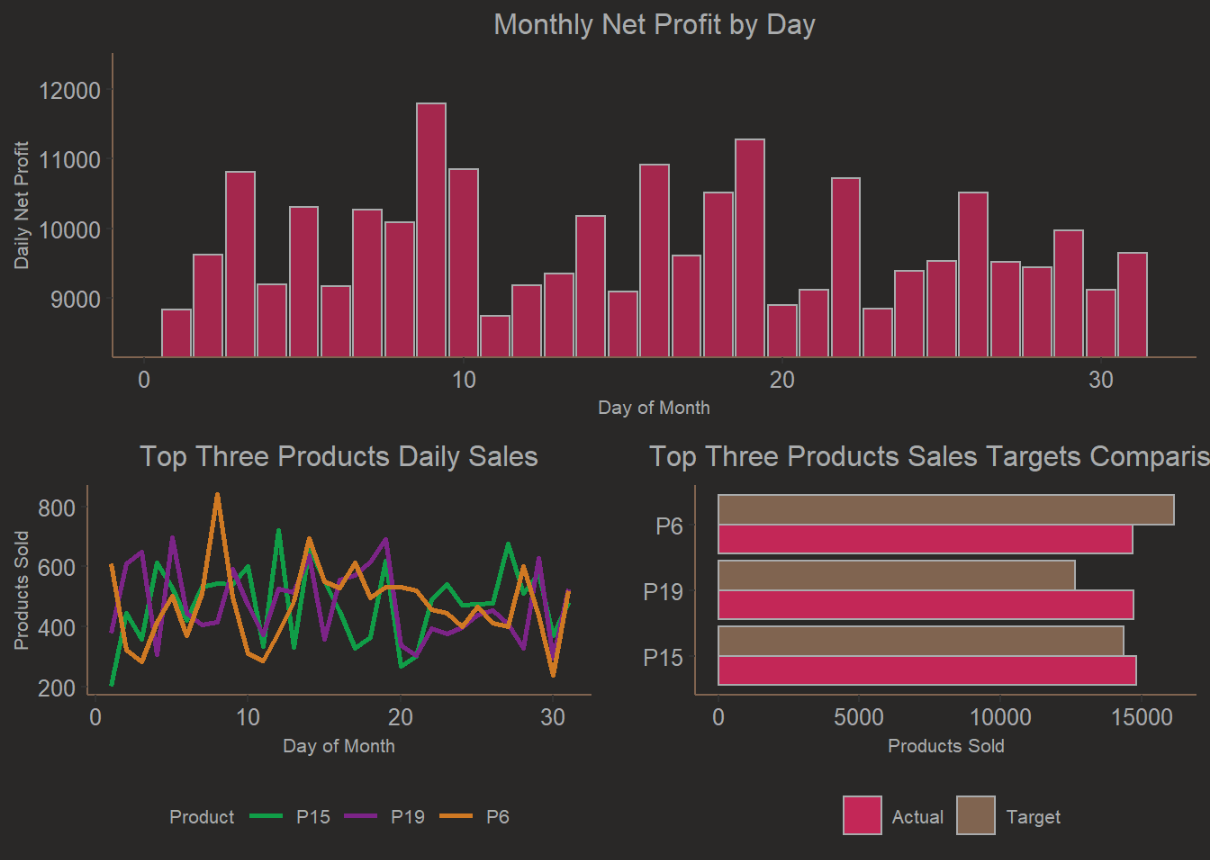 Monthly Net Profit by Day
12000
11000
10000
9000
Daily Net Profit
0 10 20 30
Day of Month
Top Three Products Daily Sales
800
600
400
200
Products Sold
0 10 20 30
Day of Month
Product P15 P19 P6
Top Three Products Sales Targets Comparis
P6
P19
P15
0 5000 10000 15000
Products Sold
Actual Target